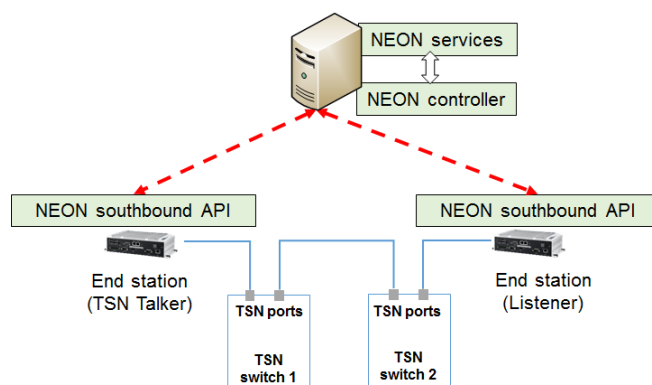 NEON services
NEON controller
NEON southbound API
NEON southbound API
End station
(TSN Talker)
End station
(Listener)
TSN ports
TSN ports
TSN
switch 1
TSN
switch 2